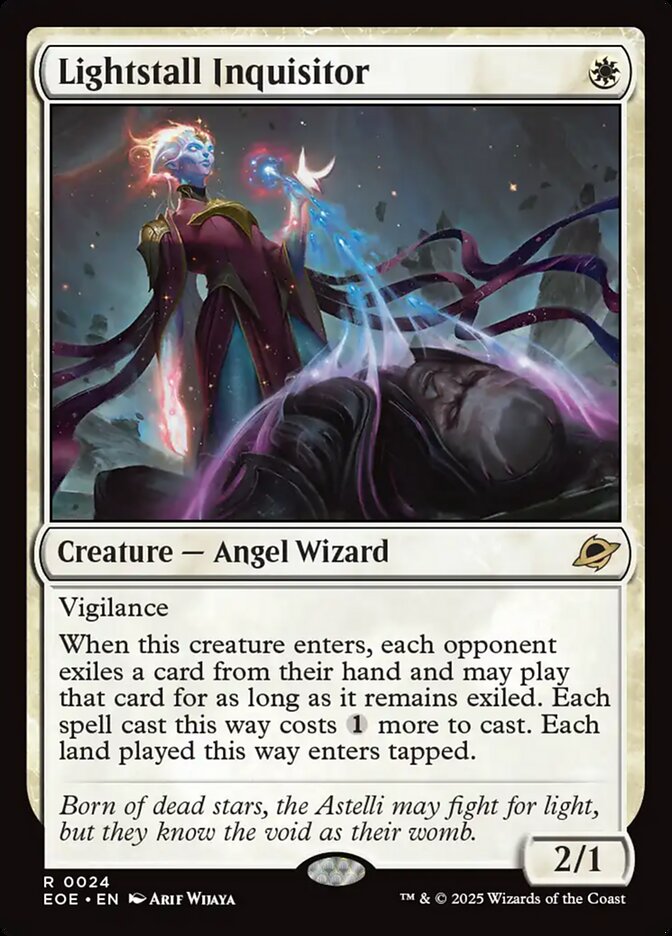 Lightstall Inquisitor
Creature — Angel Wizard
Vigilance
When this creature enters, each opponent
exiles a card from their hand and may play
that card for as long as it remains exiled. Each
spell cast this way costs 1 more to cast. Each
land played this way enters tapped.
Born of dead stars, the Astelli may fight for light,
but they know the void as their womb.
2/1
R 0024
EOE • EN Arif Wijaya
™ & © 2025 Wizards of the Coast